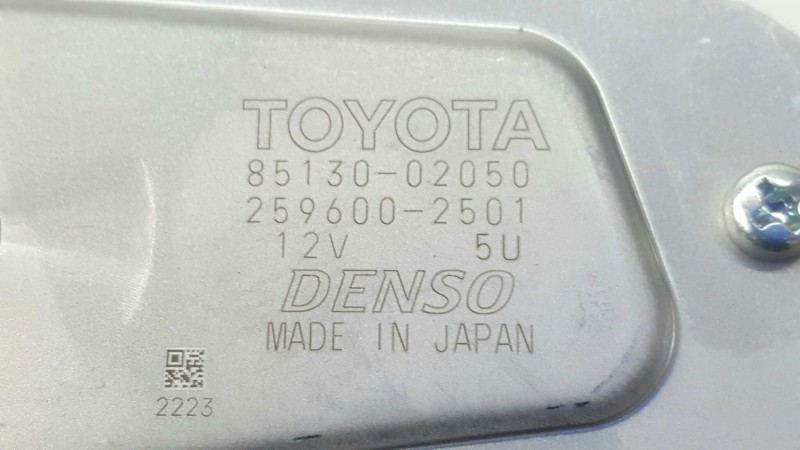 TOYOTA
85130-02050
259600-2501
12V 5U
DENSO
MADE IN JAPAN
2223